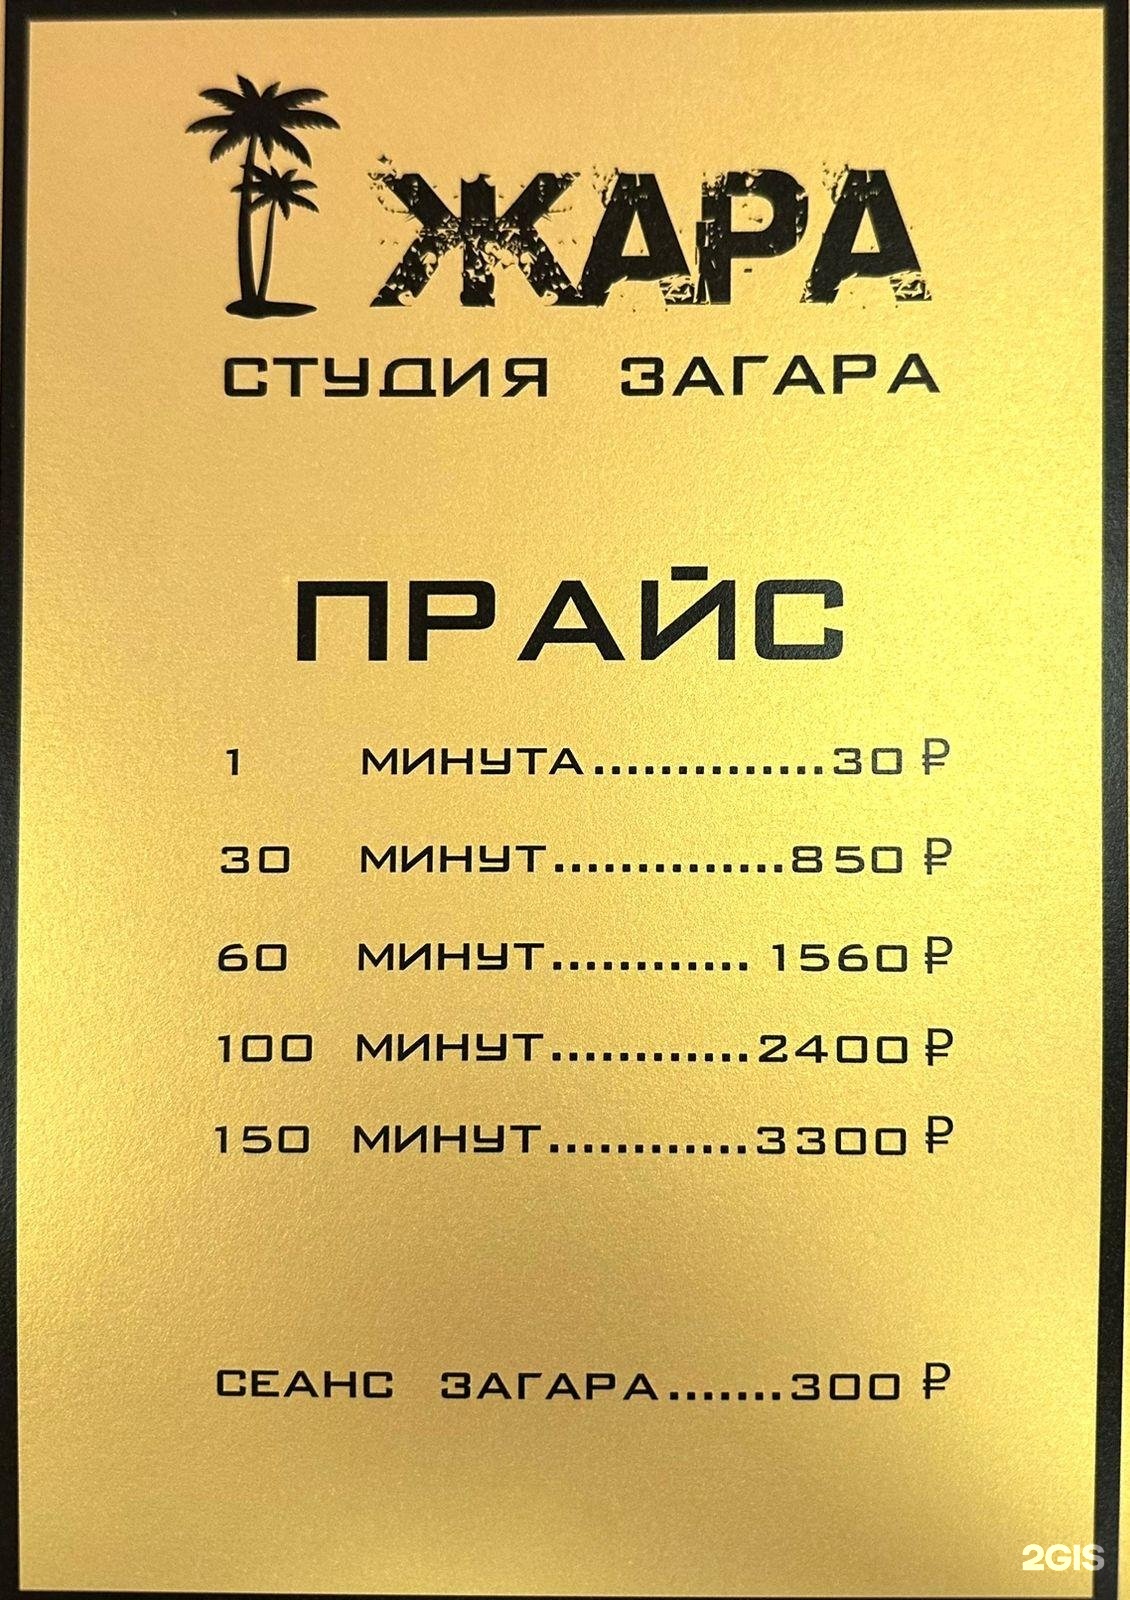 ЖАРА
СТУДИЯ ЗАГАРА
ПРАЙС
1 МИНУТА..............30 ₽
30 МИНУТ..............850 ₽
60 МИНУТ............ 1560 ₽
100 МИНУТ............2400 ₽
150 МИНУТ............3300 ₽
СЕАНС ЗАГАРА.......300 ₽
2GIS